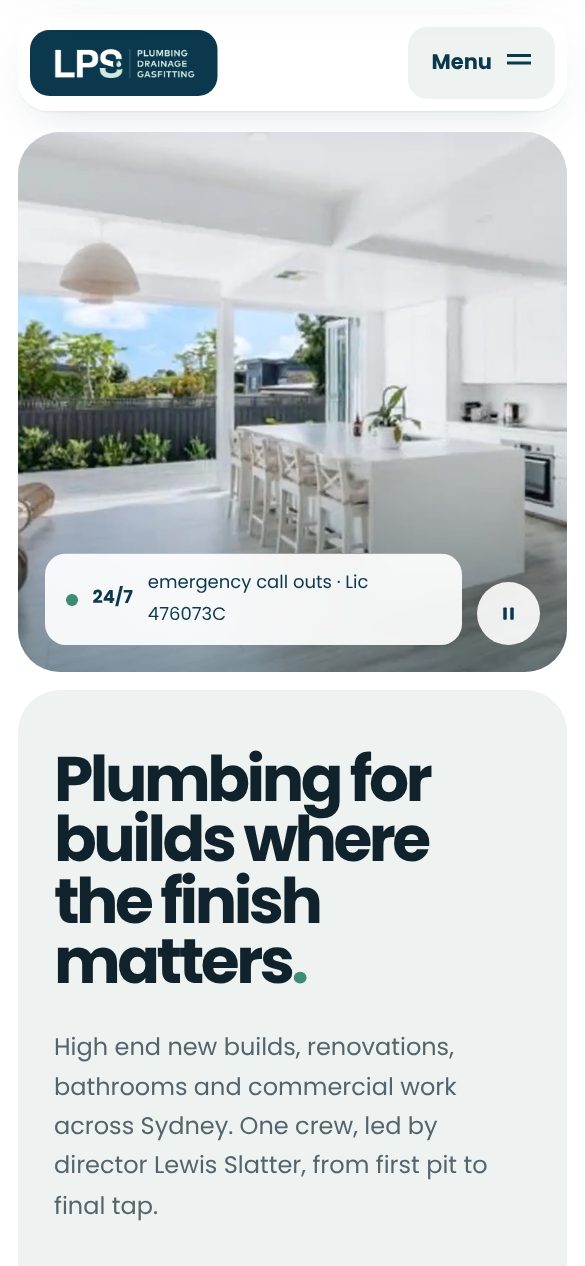 LPS
PLUMBING
DRAINAGE
GASFITTING
Menu
24/7
emergency call outs · Lic
476073C
Plumbing for
builds where
the finish
matters.
High end new builds, renovations,
bathrooms and commercial work
across Sydney. One crew, led by
director Lewis Slatter, from first pit to
final tap.